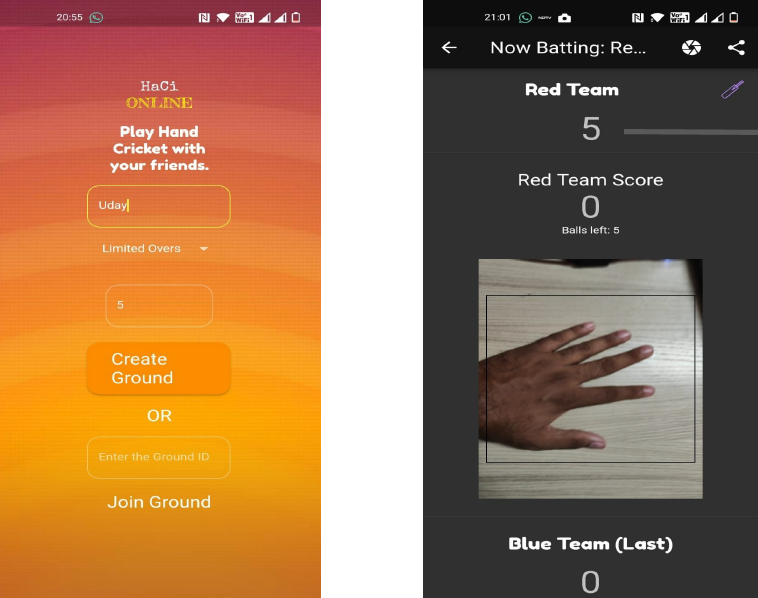 20:55
HaCi
ONLINE
Play Hand
Cricket with
your friends.
Uday
Limited Overs
5
Create
Ground
OR
Enter the Ground ID
Join Ground
21:01
Now Batting: Re...
Red Team
5
Red Team Score
0
Balls left: 5
Blue Team (Last)
0